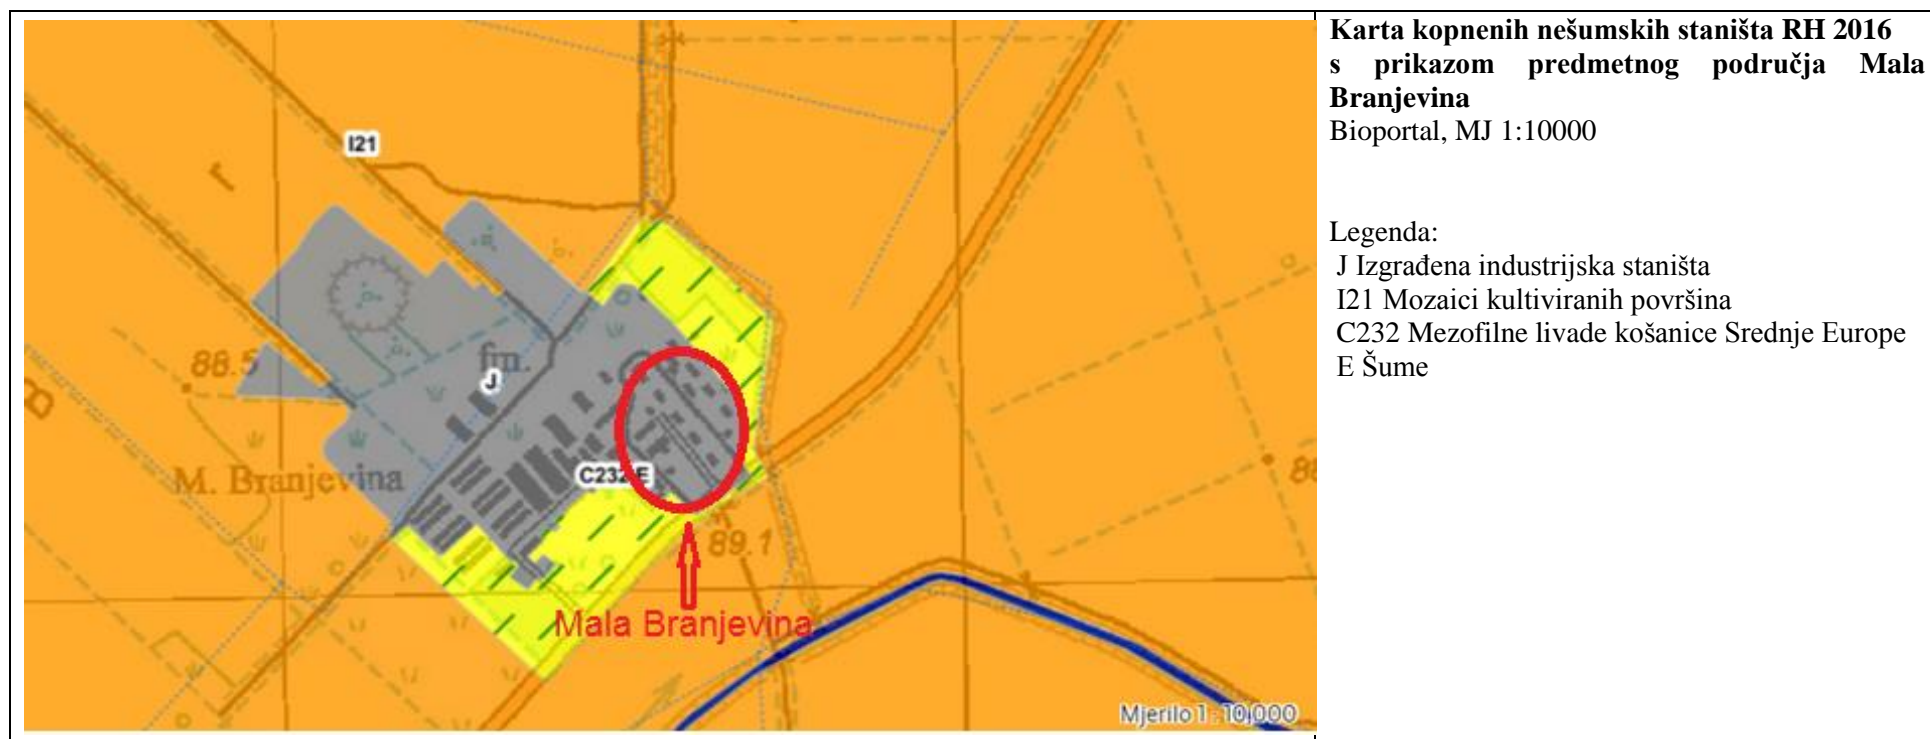 I21
r
88.5
fm.
J
B
M. Branjevina
C232 E
88
89.1
Mala Branjevina
Mjerilo 1 : 10,000
Karta kopnenih nešumskih staništa RH 2016
s prikazom predmetnog područja Mala
Branjevina
Bioportal, MJ 1:10000
Legenda:
J Izgrađena industrijska staništa
I21 Mozaici kultiviranih površina
C232 Mezofilne livade košanice Srednje Europe
E Šume